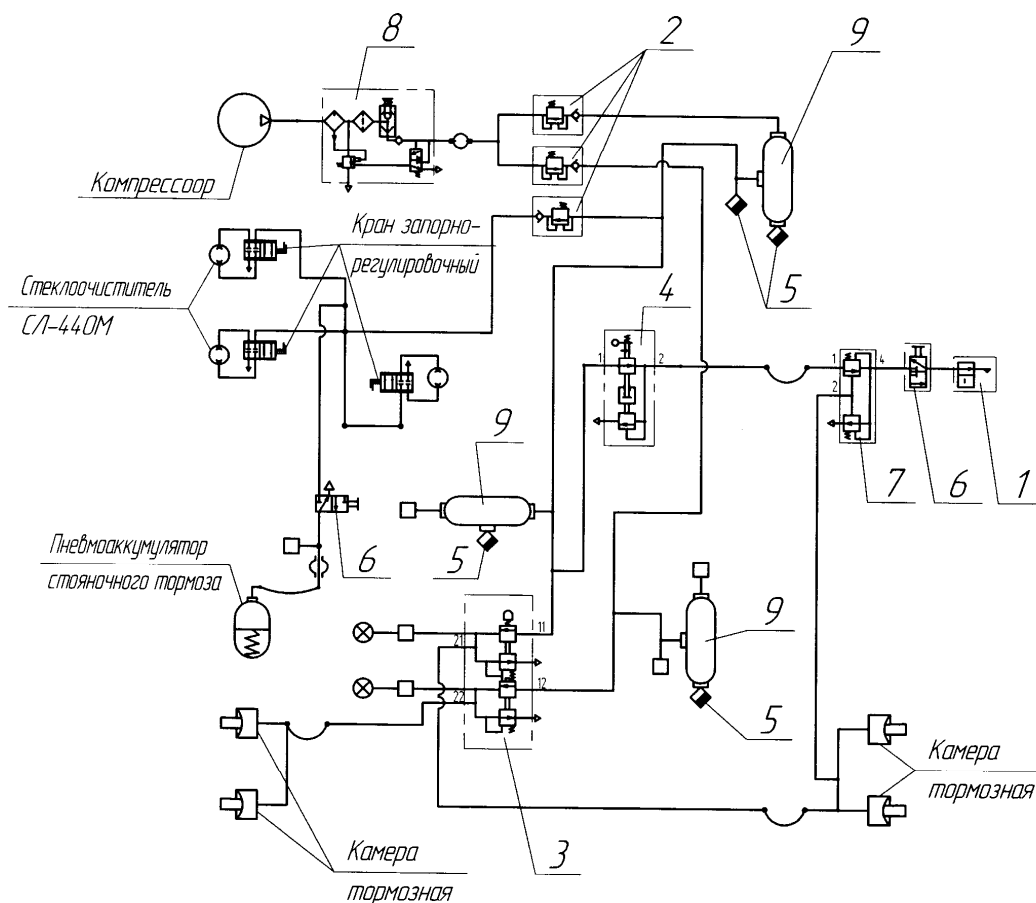 8
2
9
Компрессоор
Кран запорно-
регулировочный
Стеклоочиститель
СЛ-440М
5
4
1
2
1
4
2
9
7
6
1
6
5
Пневмоаккумулятор
стояночного тормоза
9
21
11
22
12
5
Камера
тормозная
3
Камера
тормозная